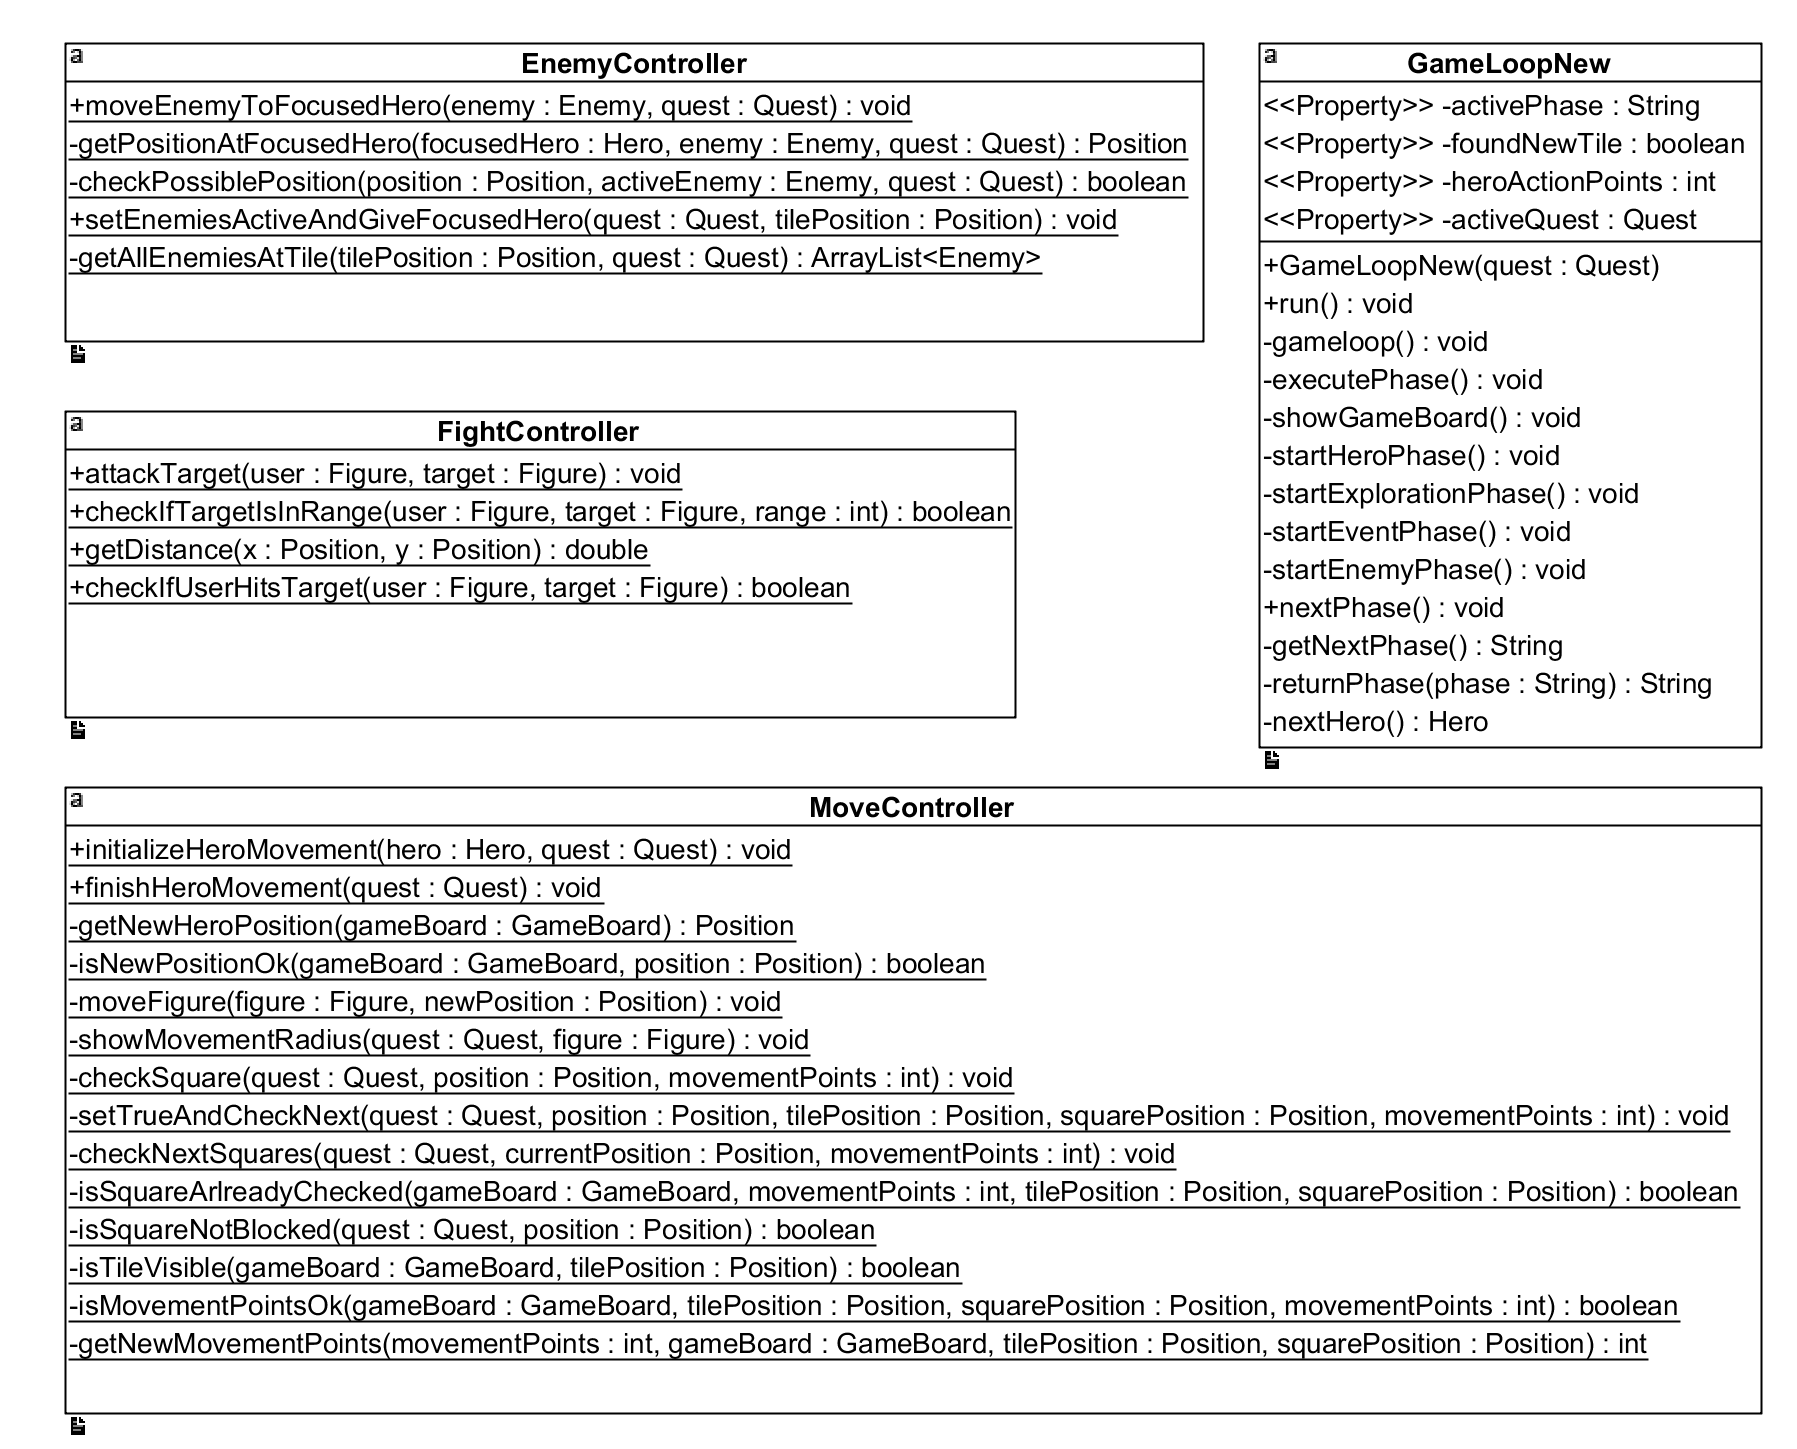 a
EnemyController
+moveEnemyToFocusedHero(enemy : Enemy, quest : Quest) : void
-getPositionAtFocusedHero(focusedHero : Hero, enemy : Enemy, quest : Quest) : Position
-checkPossiblePosition(position : Position, activeEnemy : Enemy, quest : Quest) : boolean
+setEnemiesActiveAndGiveFocusedHero(quest : Quest, tilePosition : Position) : void
-getAllEnemiesAtTile(tilePosition : Position, quest : Quest) : ArrayList<Enemy>
a
GameLoopNew
<<Property>> -activePhase : String
<<Property>> -foundNewTile : boolean
<<Property>> -heroActionPoints : int
<<Property>> -activeQuest : Quest
+GameLoopNew(quest : Quest)
+run() : void
-gameloop() : void
-executePhase() : void
-showGameBoard() : void
-startHeroPhase() : void
-startExplorationPhase() : void
-startEventPhase() : void
-startEnemyPhase() : void
+nextPhase() : void
-getNextPhase() : String
-returnPhase(phase : String) : String
-nextHero() : Hero
a
FightController
+attackTarget(user : Figure, target : Figure) : void
+checkIfTargetIsInRange(user : Figure, target : Figure, range : int) : boolean
+getDistance(x : Position, y : Position) : double
+checkIfUserHitsTarget(user : Figure, target : Figure) : boolean
a
MoveController
+initializeHeroMovement(hero : Hero, quest : Quest) : void
+finishHeroMovement(quest : Quest) : void
-getNewHeroPosition(gameBoard : GameBoard) : Position
-isNewPositionOk(gameBoard : GameBoard, position : Position) : boolean
-moveFigure(figure : Figure, newPosition : Position) : void
-showMovementRadius(quest : Quest, figure : Figure) : void
-checkSquare(quest : Quest, position : Position, movementPoints : int) : void
-setTrueAndCheckNext(quest : Quest, position : Position, tilePosition : Position, squarePosition : Position, movementPoints : int) : void
-checkNextSquares(quest : Quest, currentPosition : Position, movementPoints : int) : void
-isSquareArlreadyChecked(gameBoard : GameBoard, movementPoints : int, tilePosition : Position, squarePosition : Position) : boolean
-isSquareNotBlocked(quest : Quest, position : Position) : boolean
-isTileVisible(gameBoard : GameBoard, tilePosition : Position) : boolean
-isMovementPointsOk(gameBoard : GameBoard, tilePosition : Position, squarePosition : Position, movementPoints : int) : boolean
-getNewMovementPoints(movementPoints : int, gameBoard : GameBoard, tilePosition : Position, squarePosition : Position) : int